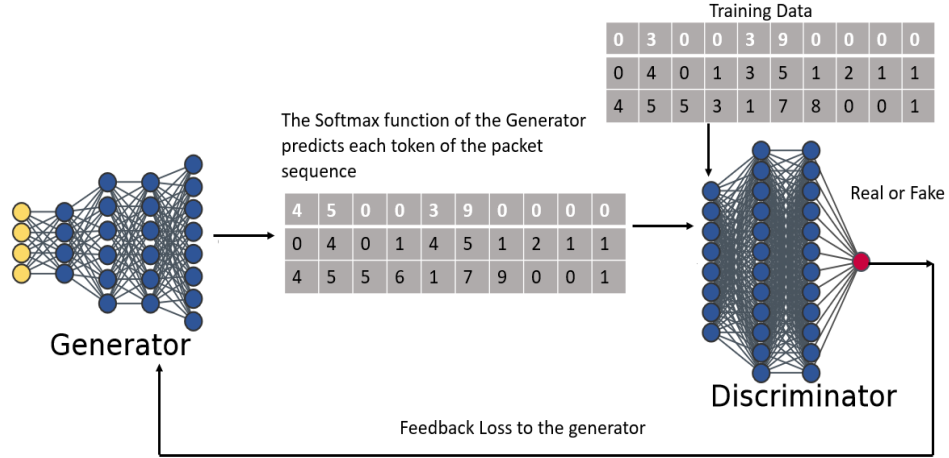 Training Data
0 3 0 0 3 9 0 0 0 0
0 4 0 1 3 5 1 2 1 1
4 5 5 3 1 7 8 0 0 1
The Softmax function of the Generator
predicts each token of the packet
sequence
4 5 0 0 3 9 0 0 0 0
0 4 0 1 4 5 1 2 1 1
4 5 5 6 1 7 9 0 0 1
Real or Fake
Generator
Discriminator
Feedback Loss to the generator